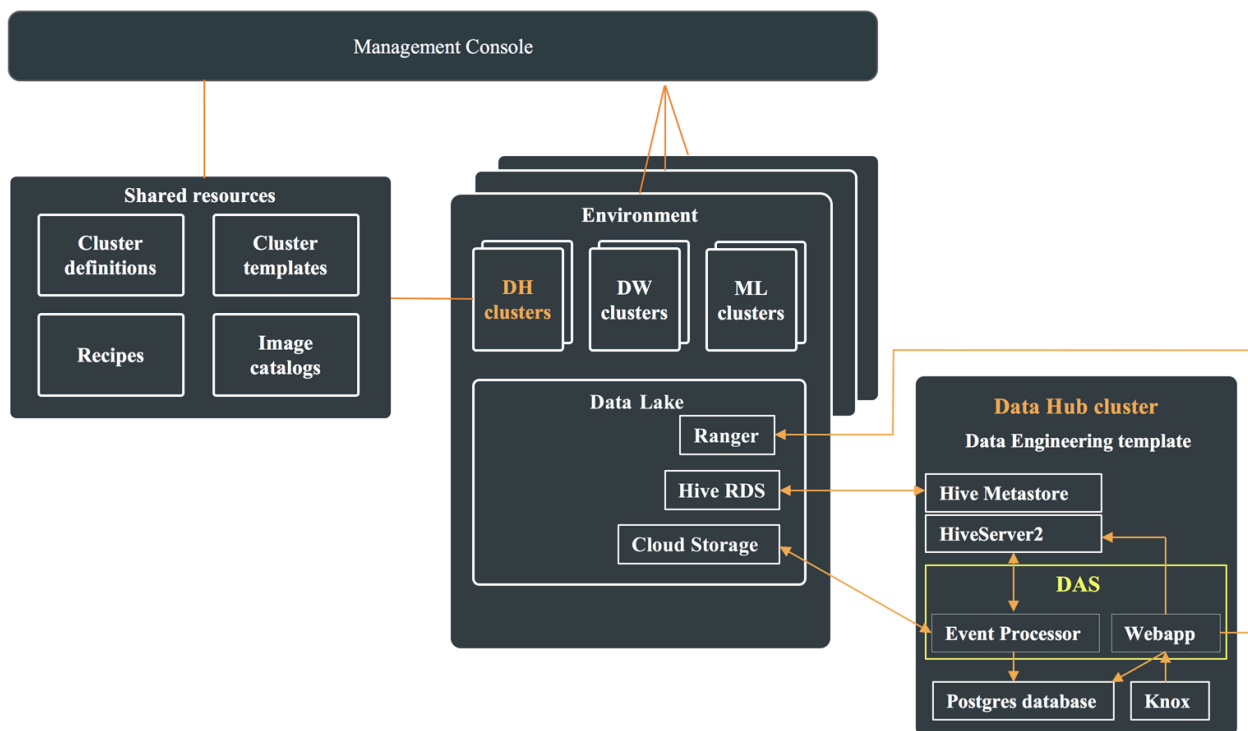 Management Console
Shared resources
Cluster
definitions
Cluster
templates
Recipes
Image
catalogs
Environment
DH
clusters
DW
clusters
ML
clusters
Data Lake
Ranger
Hive RDS
Cloud Storage
Data Hub cluster
Data Engineering template
Hive Metastore
HiveServer2
DAS
Event Processor
Webapp
Postgres database
Knox